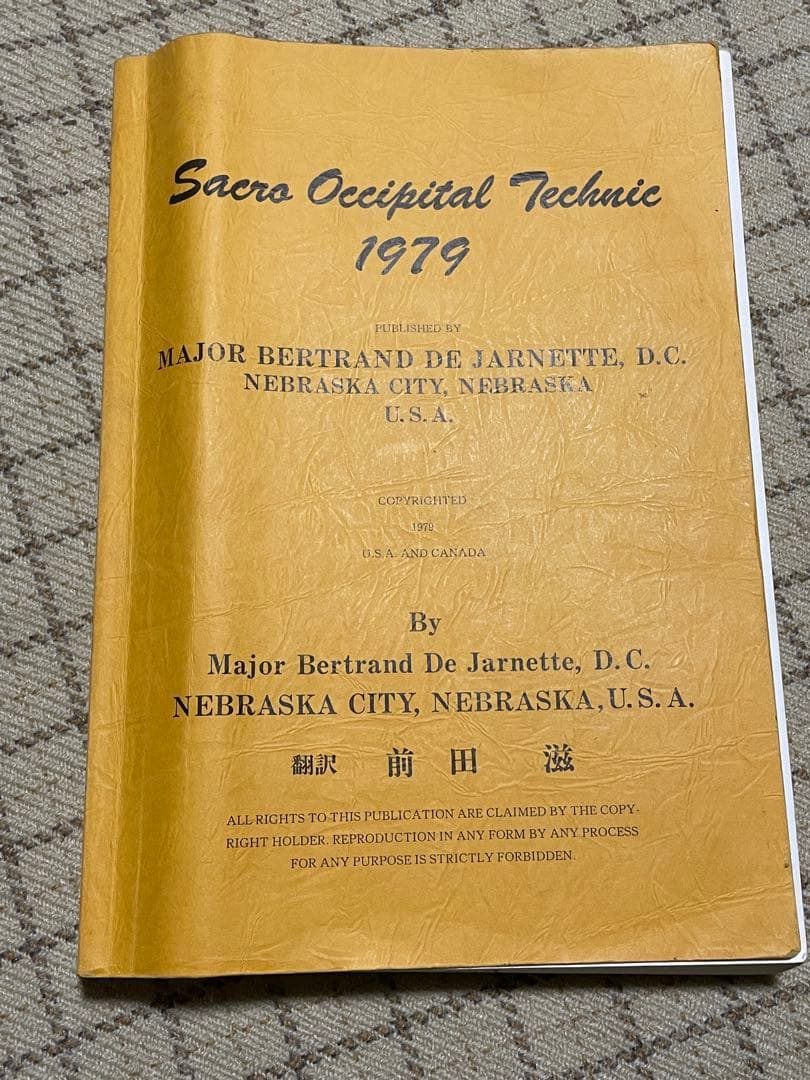 Sacro Occipital Technic
1979
PUBLISHED BY
MAJOR BERTRAND DE JARNETTE, D.C.
NEBRASKA CITY, NEBRASKA
U.S.A.
COPYRIGHTED
1979
U.S.A. AND CANADA
By
Major Bertrand De Jarnette, D.C.
NEBRASKA CITY, NEBRASKA, U.S.A.
翻訳 前田 滋
ALL RIGHTS TO THIS PUBLICATION ARE CLAIMED BY THE COPY-
RIGHT HOLDER. REPRODUCTION IN ANY FORM BY ANY PROCESS
FOR ANY PURPOSE IS STRICTLY FORBIDDEN.